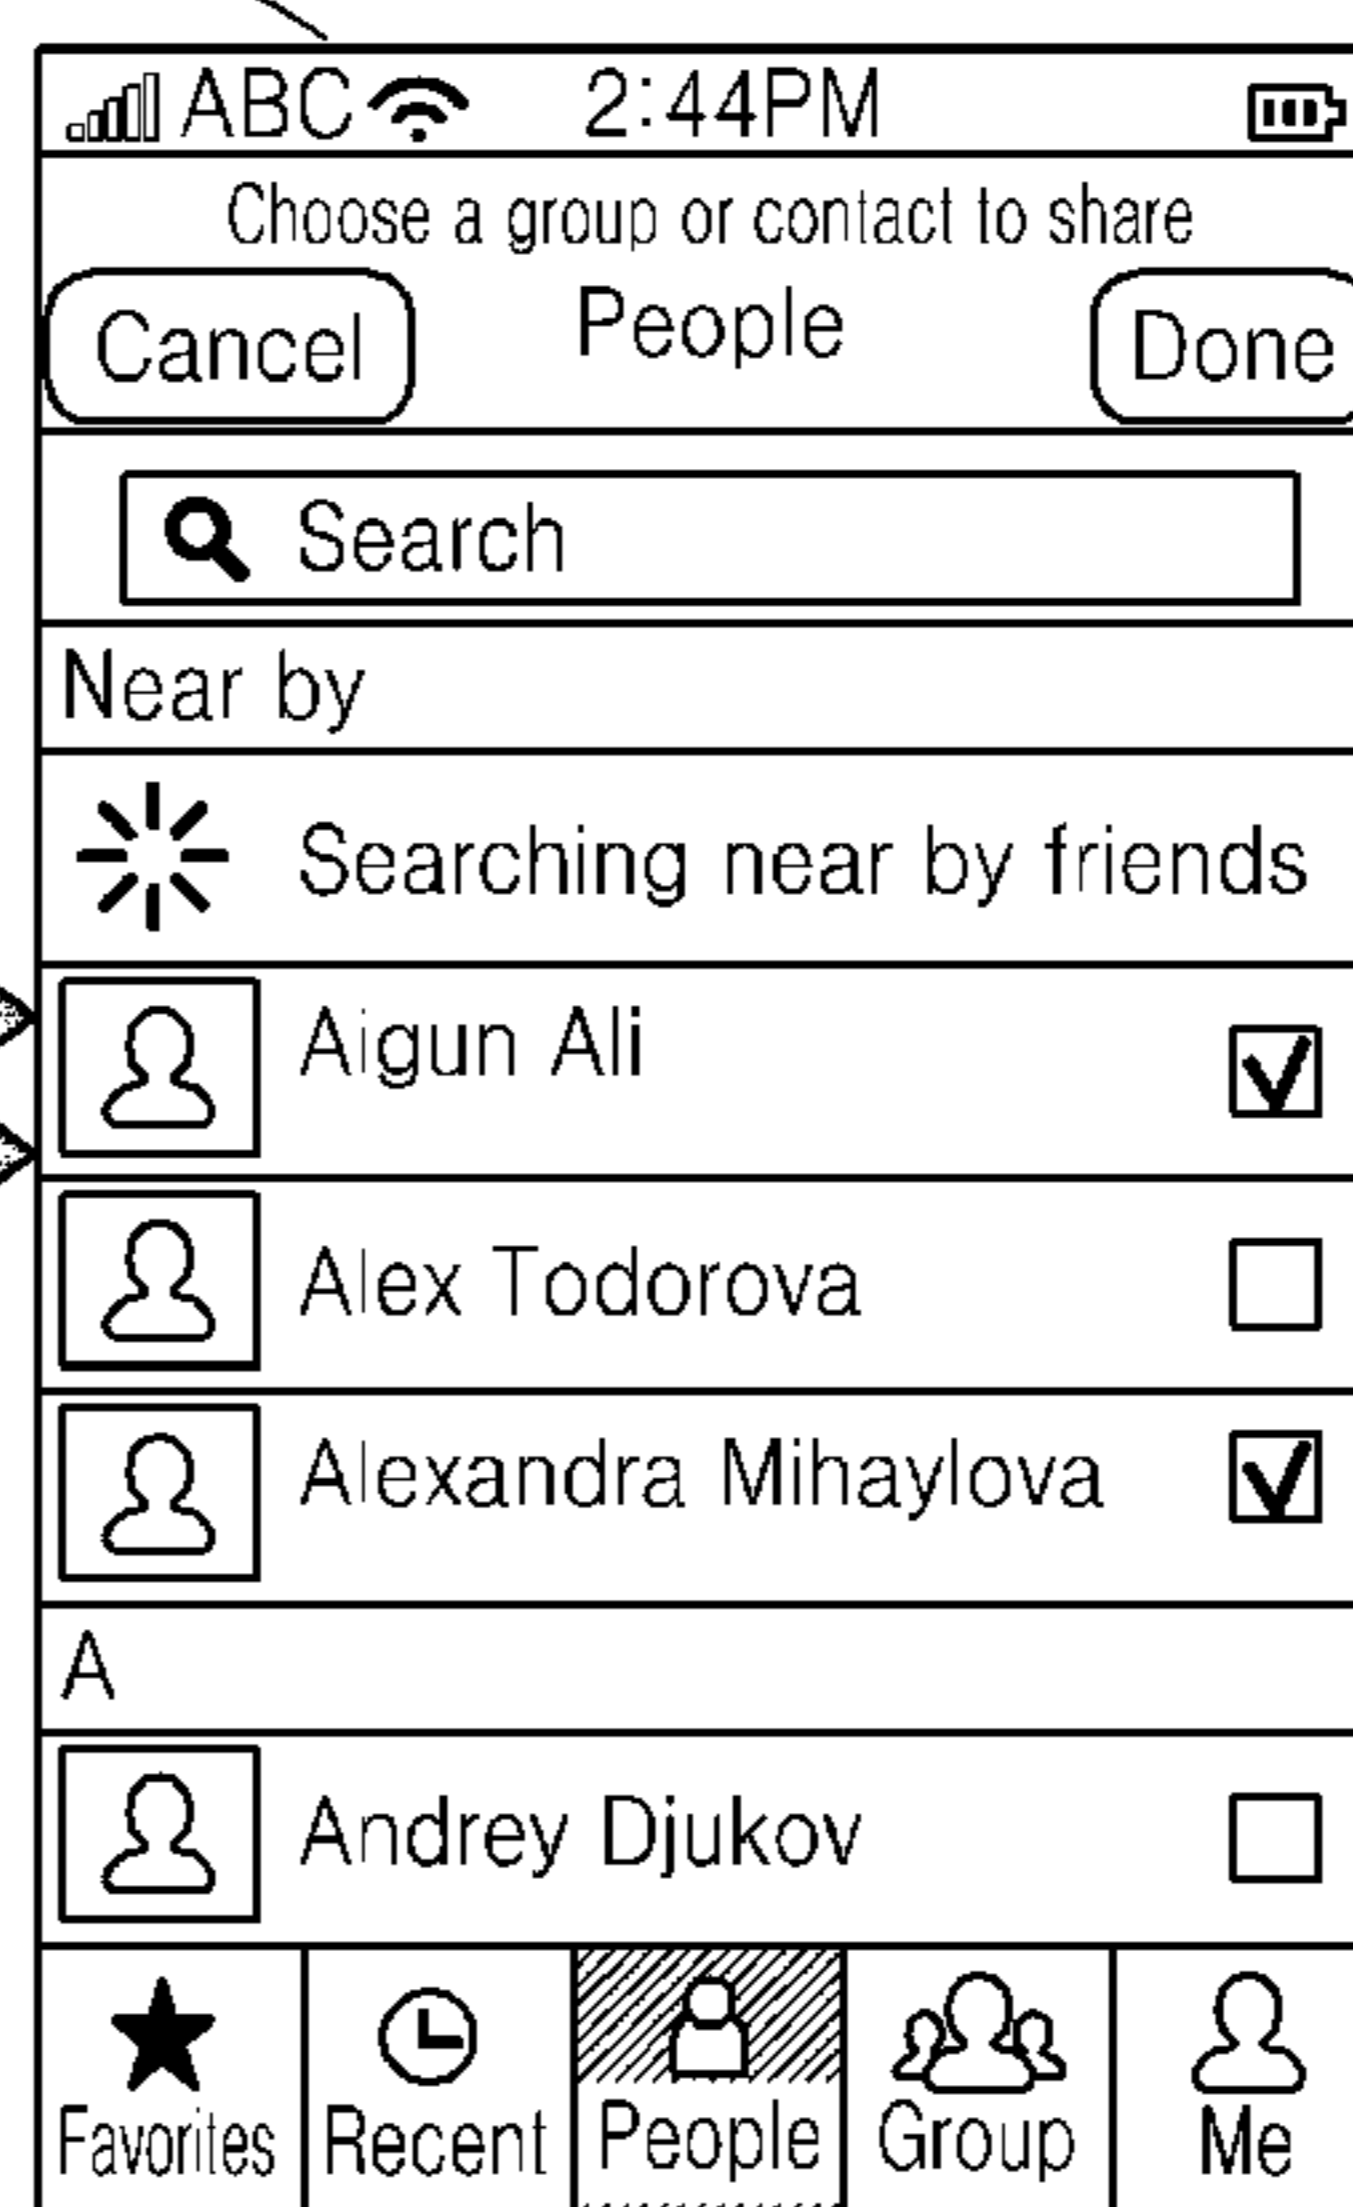 ABC 2:44PM
Choose a group or contact to share
Cancel People Done
Search
Near by
Searching near by friends
Aigun Ali
Alex Todorova
Alexandra Mihaylova
A
Andrey Djukov
Favorites Recent People Group Me